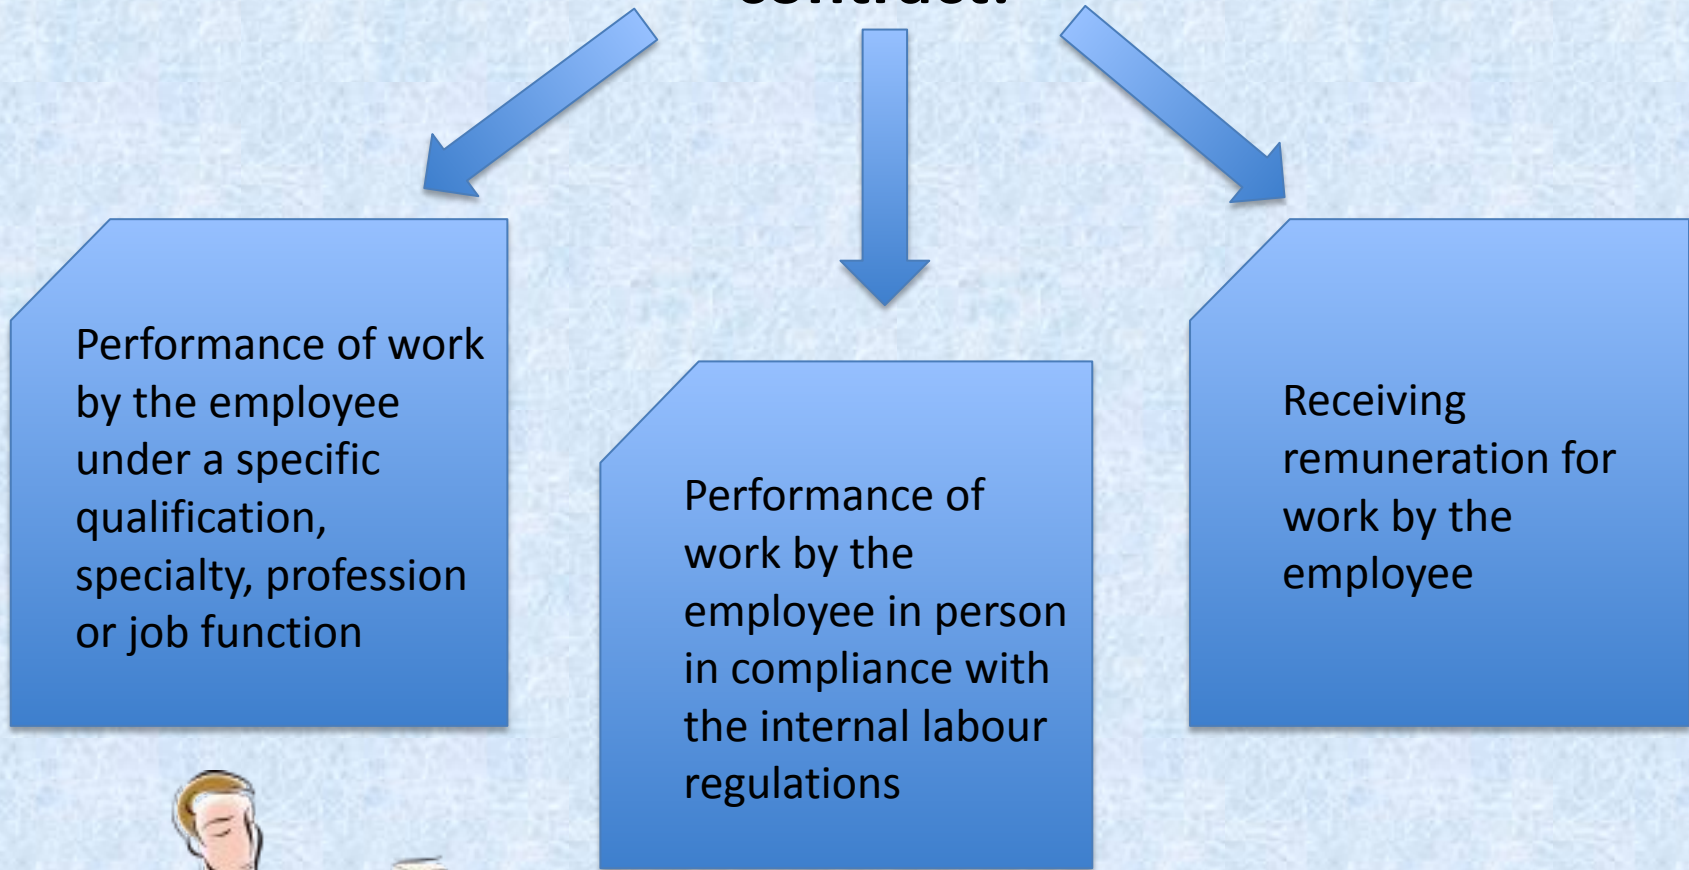 contract:
Performance of work
by the employee
under a specific
qualification,
specialty, profession
or job function
Performance of
work by the
employee in person
in compliance with
the internal labour
regulations
Receiving
remuneration for
work by the
employee